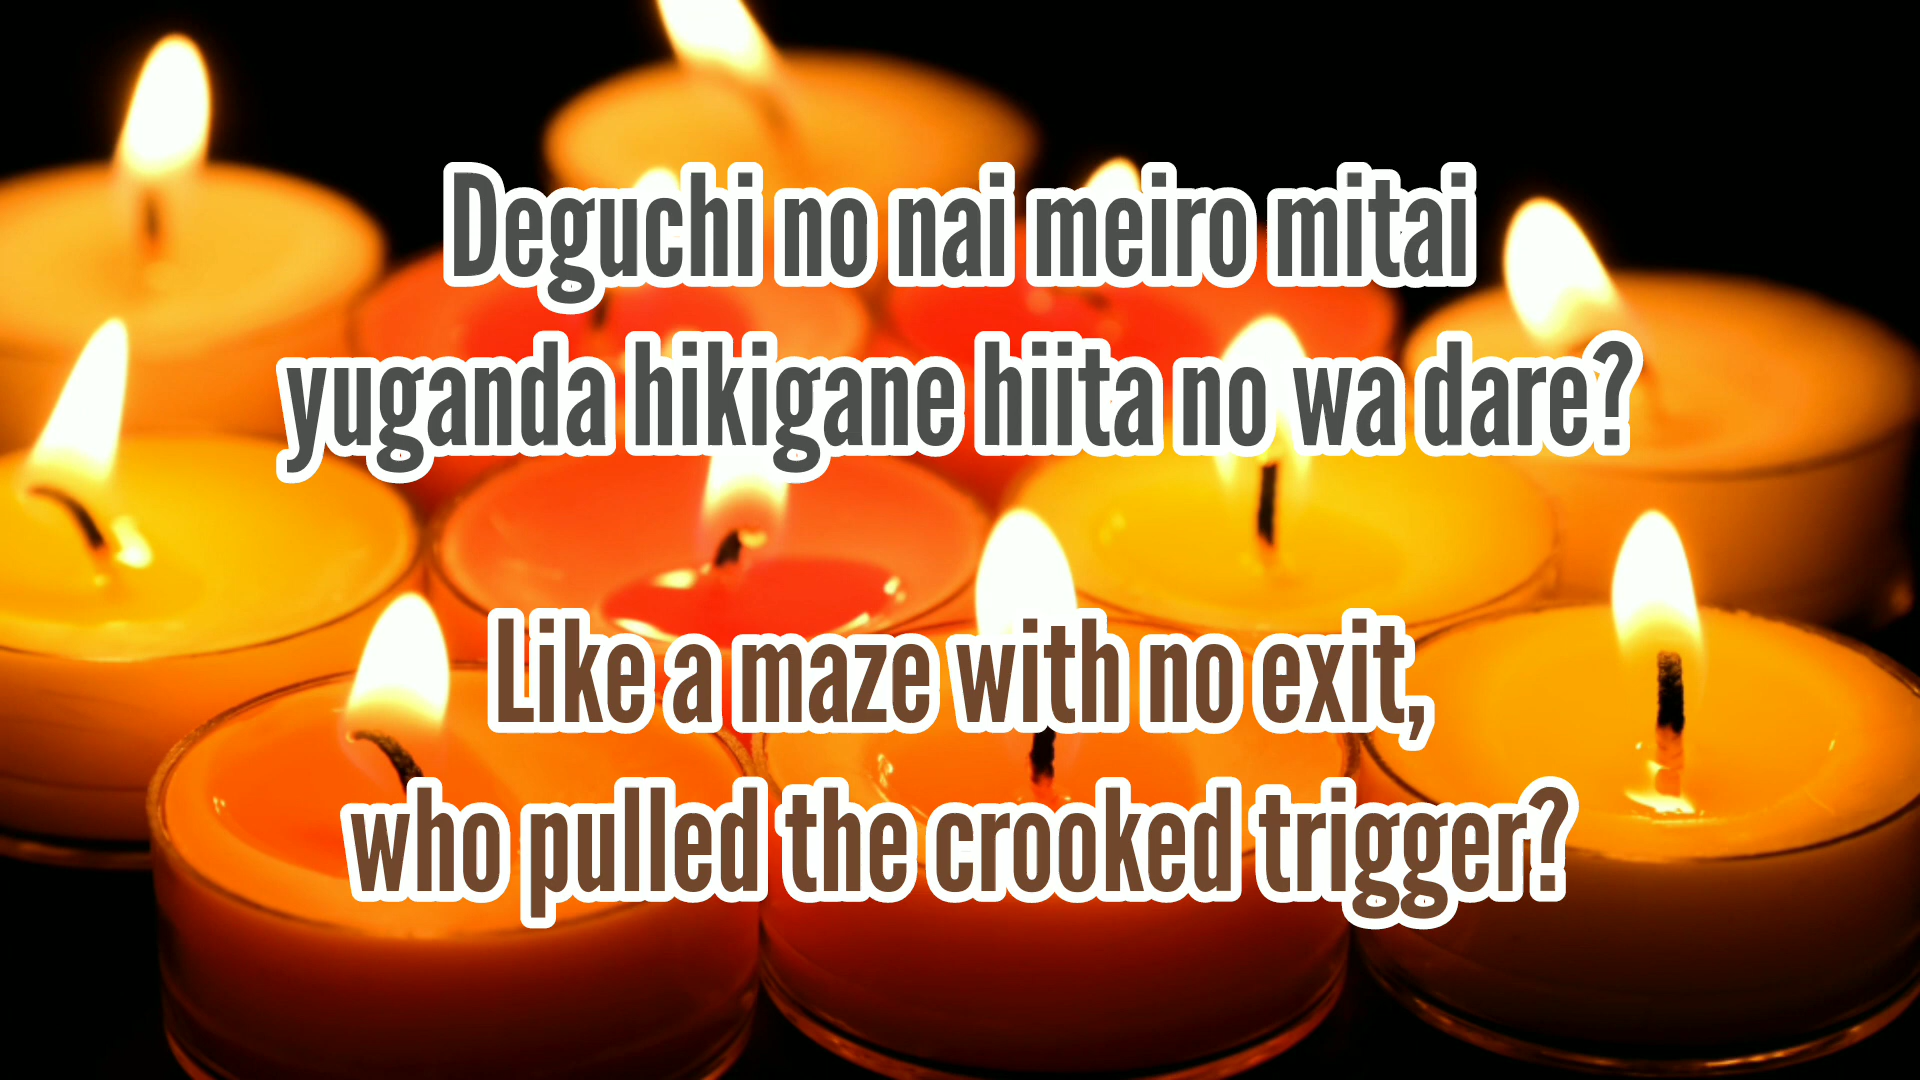 Deguchi no nai meiro mitai
yuganda hikigane hiita no wa dare?
Like a maze with no exit,
who pulled the crooked trigger?